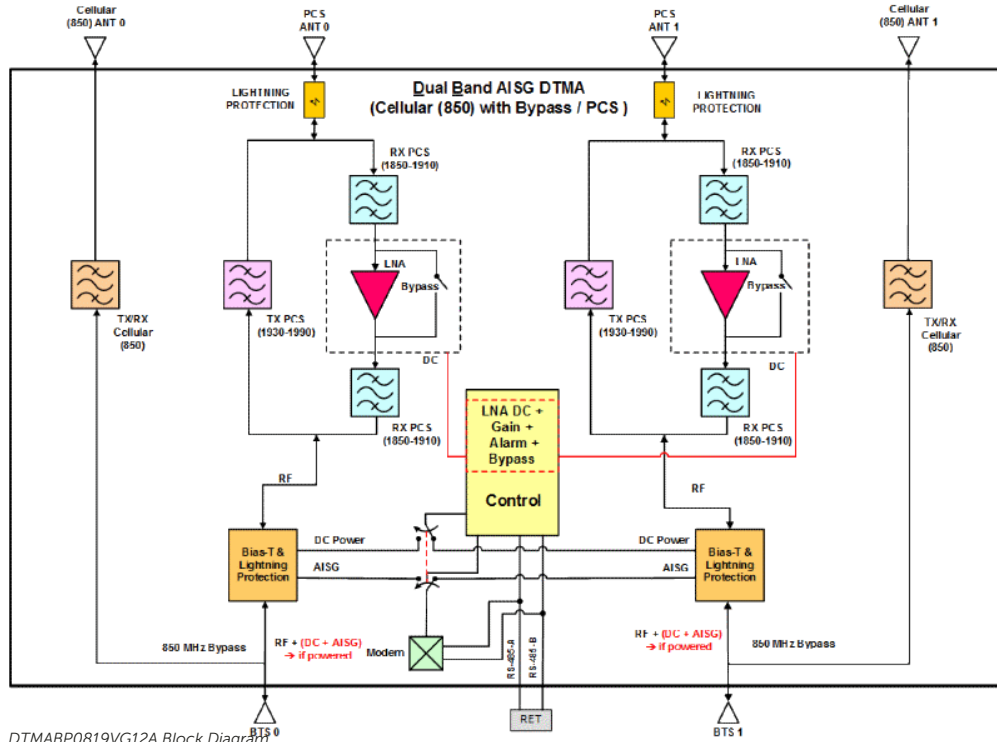 Cellular
(850) ANT 0
PCS
ANT 0
PCS
ANT 1
Cellular
(850) ANT 1
Dual Band AISG DTMA
(Cellular (850) with Bypass / PCS )
LIGHTNING
PROTECTION
LIGHTNING
PROTECTION
RX PCS
(1850-1910)
RX PCS
(1850-1910)
LNA
Bypass
LNA
Bypass
TX/RX
Cellular
(850)
TX PCS
(1930-1990)
TX PCS
(1930-1990)
TX/RX
Cellular
(850)
DC
DC
RX PCS
(1850-1910)
RX PCS
(1850-1910)
LNA DC +
Gain +
Alarm +
Bypass
Control
RF
RF
Bias-T &
Lightning
Protection
DC Power
AISG
DC Power
AISG
Bias-T &
Lightning
Protection
850 MHz Bypass
RF + (DC + AISG)
→ if powered
Modem
RS-485-A
RS-485-B
RF + (DC + AISG)
→ if powered
850 MHz Bypass
RET
BTS 0
BTS 1
DTMABP0819VG12A Block Diagram